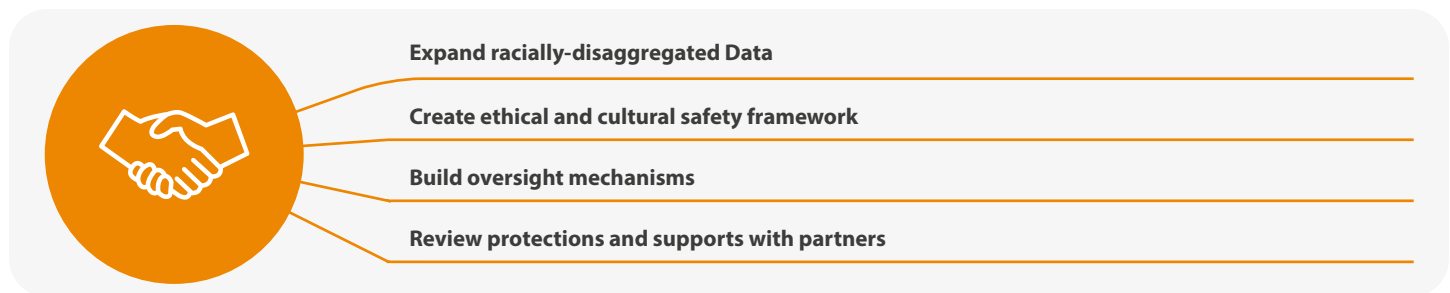 Expand racially-disaggregated Data
Create ethical and cultural safety framework
Build oversight mechanisms
Review protections and supports with partners